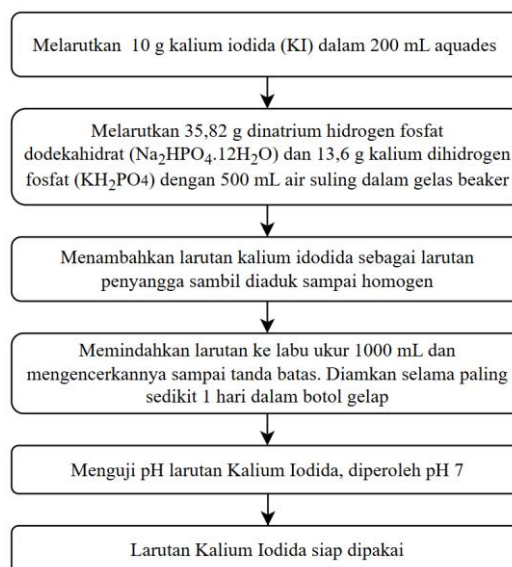 Melarutkan 10 g kalium iodida (KI) dalam 200 mL aquades
Melarutkan 35,82 g dinatrium hidrogen fosfat
dodekahidrat (Na₂HPO₄.12H₂O) dan 13,6 g kalium dihidrogen
fosfat (KH₂PO4) dengan 500 mL air suling dalam gelas beaker
Menambahkan larutan kalium idodida sebagai larutan
penyangga sambil diaduk sampai homogen
Memindahkan larutan ke labu ukur 1000 mL dan
mengencerkannya sampai tanda batas. Diamkan selama paling
sedikit 1 hari dalam botol gelap
Menguji pH larutan Kalium Iodida, diperoleh pH 7
Larutan Kalium Iodida siap dipakai